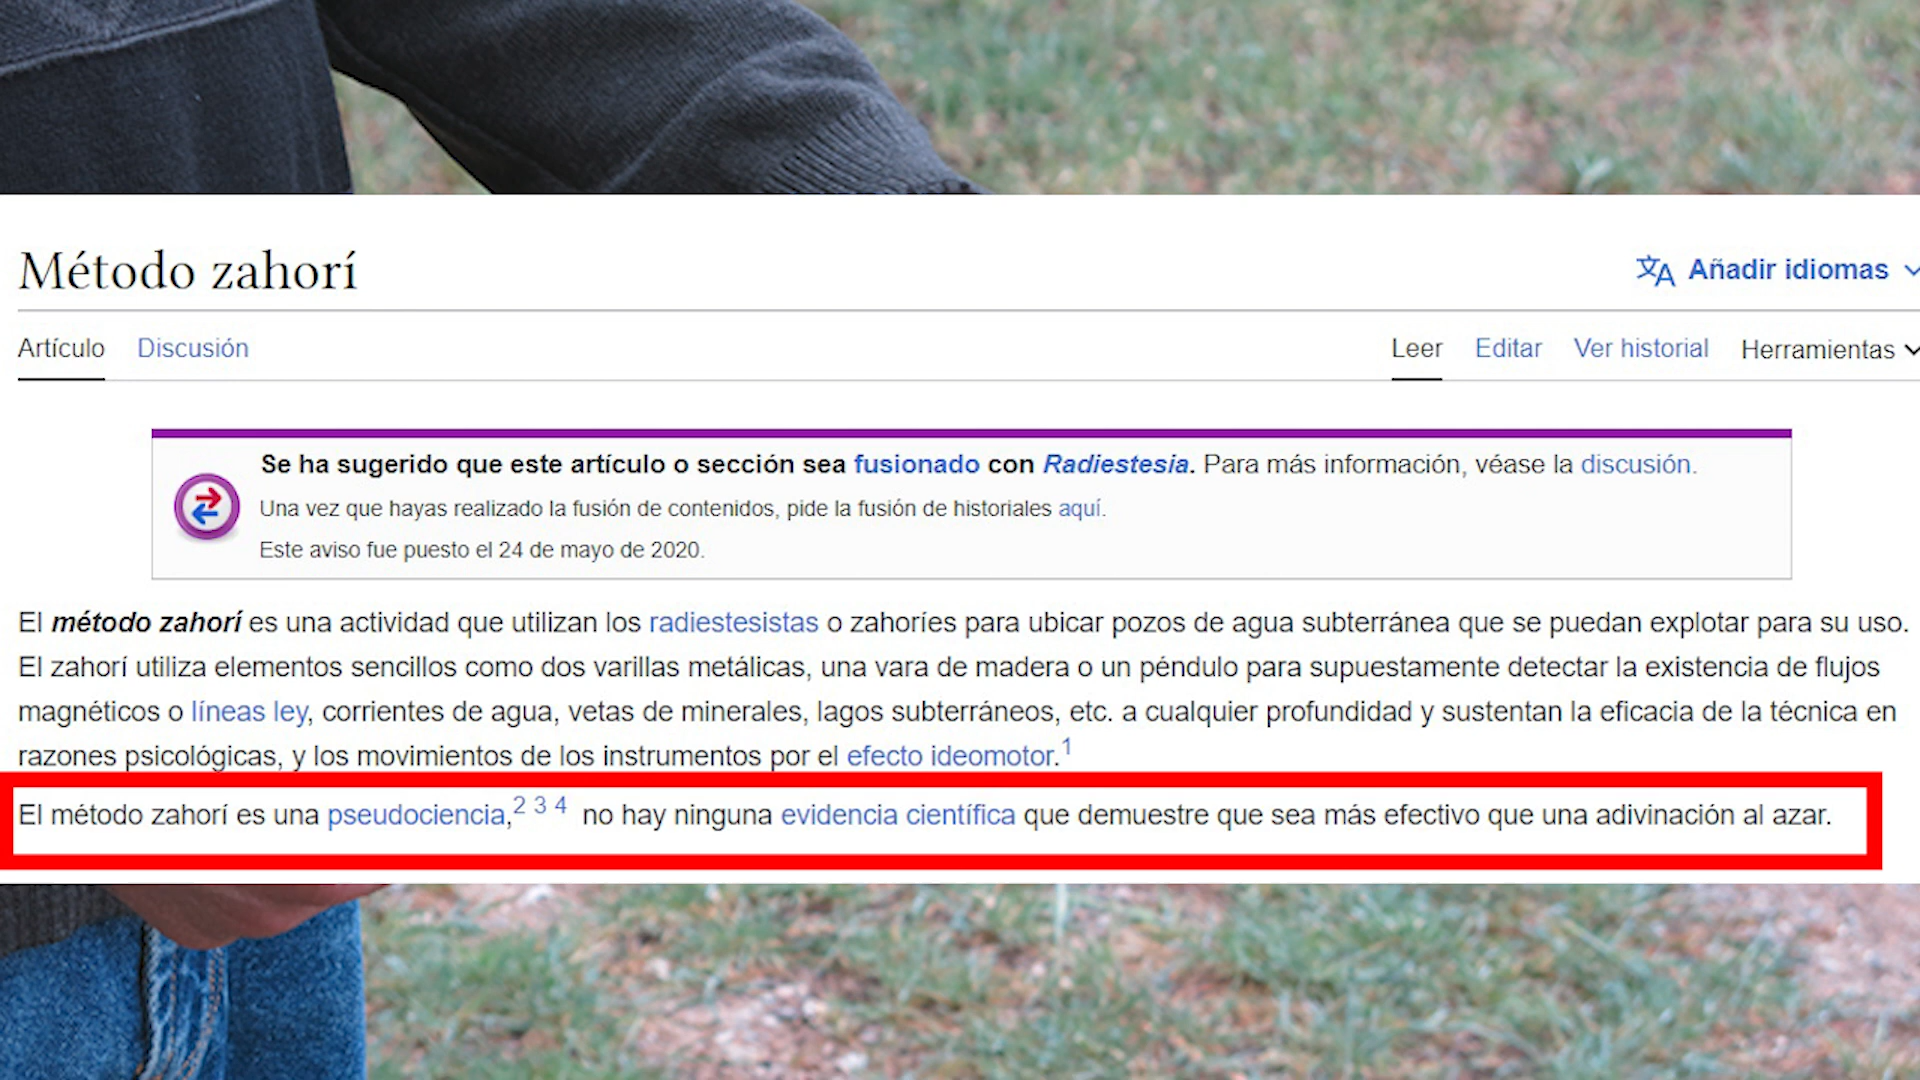 Método zahorí
Añadir idiomas
Artículo Discusión
Leer Editar Ver historial Herramientas
Se ha sugerido que este artículo o sección sea fusionado con Radiestesia. Para más información, véase la discusión.
Una vez que hayas realizado la fusión de contenidos, pide la fusión de historiales aquí.
Este aviso fue puesto el 24 de mayo de 2020.
El método zahorí es una actividad que utilizan los radiestesistas o zahoríes para ubicar pozos de agua subterránea que se puedan explotar para su uso.
El zahorí utiliza elementos sencillos como dos varillas metálicas, una vara de madera o un péndulo para supuestamente detectar la existencia de flujos
magnéticos o líneas ley, corrientes de agua, vetas de minerales, lagos subterráneos, etc. a cualquier profundidad y sustentan la eficacia de la técnica en
razones psicológicas, y los movimientos de los instrumentos por el efecto ideomotor.1
El método zahorí es una pseudociencia,2 3 4 no hay ninguna evidencia científica que demuestre que sea más efectivo que una adivinación al azar.